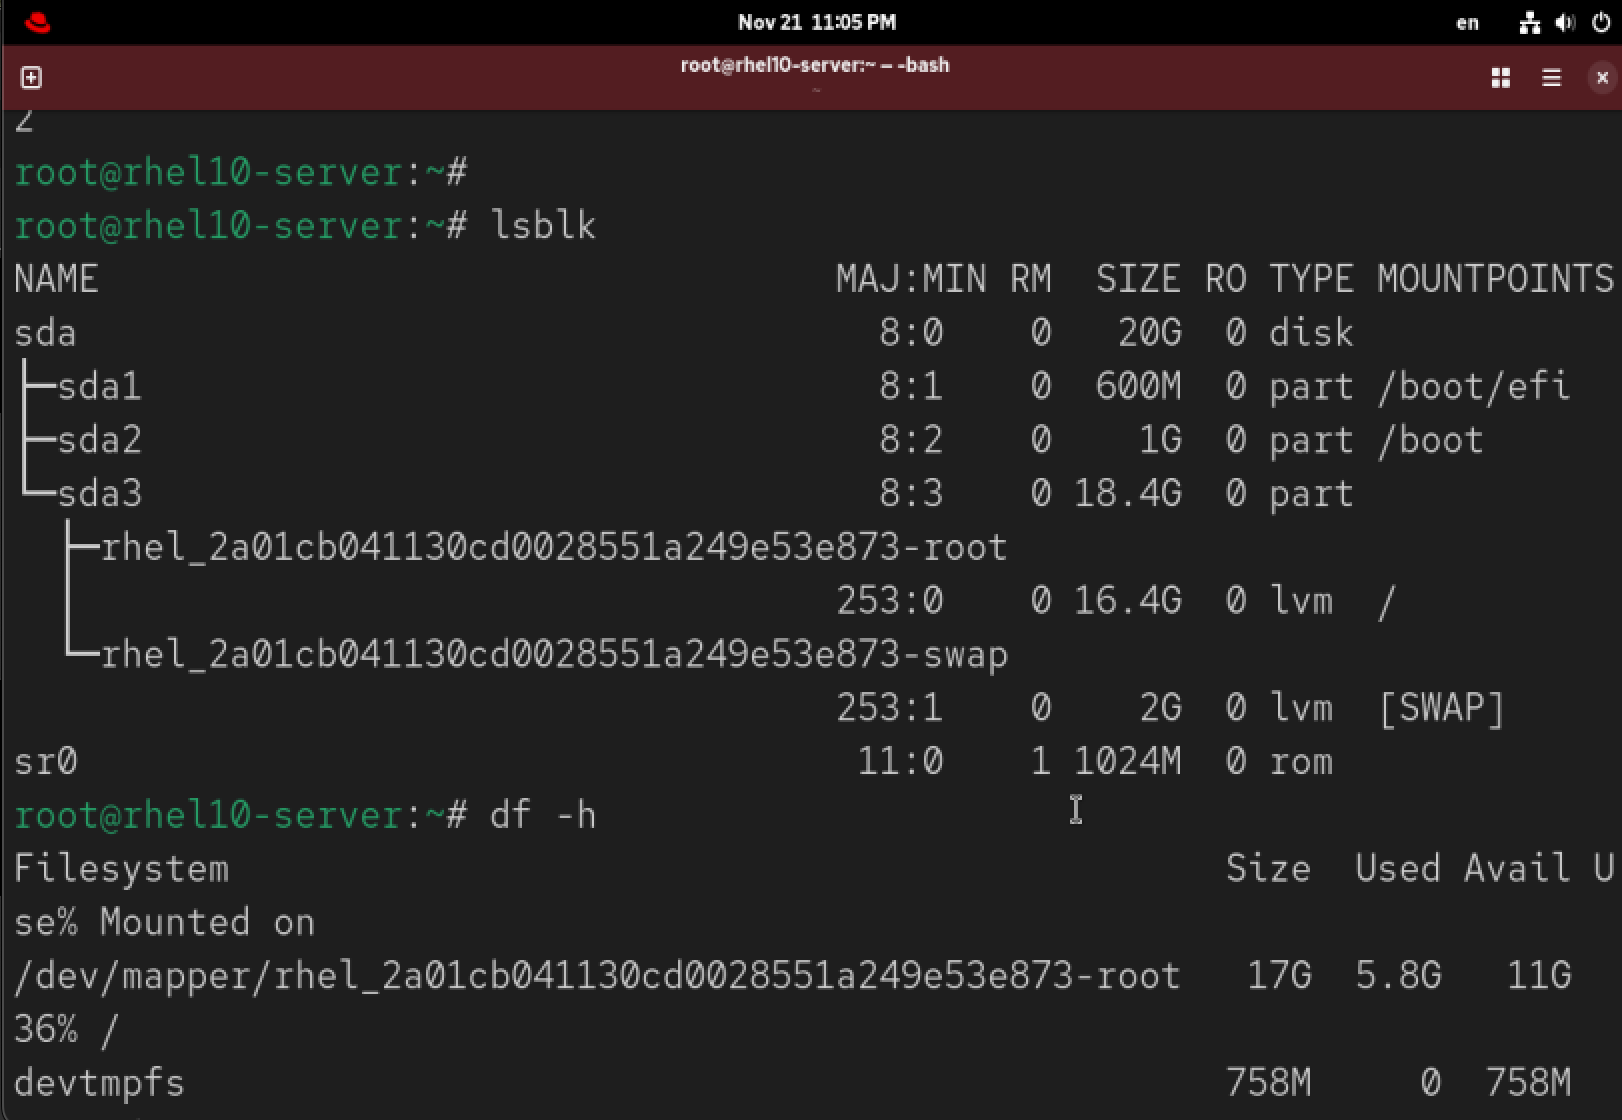 Nov 21 11:05 PM
en
root@rhel10-server:~ — -bash
~
2
root@rhel10-server:~#
root@rhel10-server:~# lsblk
NAME MAJ:MIN RM SIZE RO TYPE MOUNTPOINTS
sda 8:0 0 20G 0 disk
├─sda1 8:1 0 600M 0 part /boot/efi
├─sda2 8:2 0 1G 0 part /boot
└─sda3 8:3 0 18.4G 0 part
├─rhel_2a01cb041130cd0028551a249e53e873-root
253:0 0 16.4G 0 lvm /
└─rhel_2a01cb041130cd0028551a249e53e873-swap
253:1 0 2G 0 lvm [SWAP]
sr0 11:0 1 1024M 0 rom
root@rhel10-server:~# df -h
Filesystem Size Used Avail U
se% Mounted on
/dev/mapper/rhel_2a01cb041130cd0028551a249e53e873-root 17G 5.8G 11G
36% /
devtmpfs 758M 0 758M